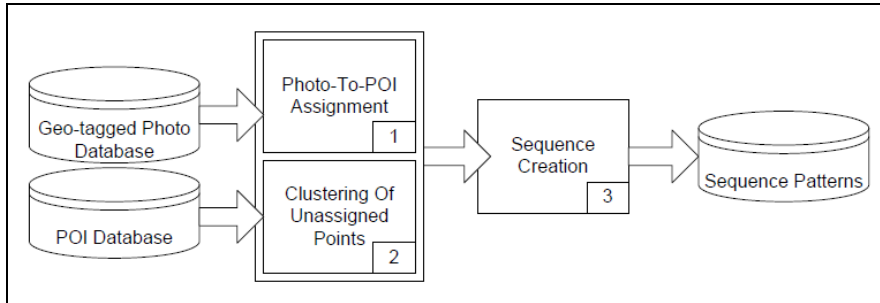 Geo-tagged Photo
Database
POI Database
Photo-To-POI
Assignment
1
Clustering Of
Unassigned
Points
2
Sequence
Creation
3
Sequence Patterns